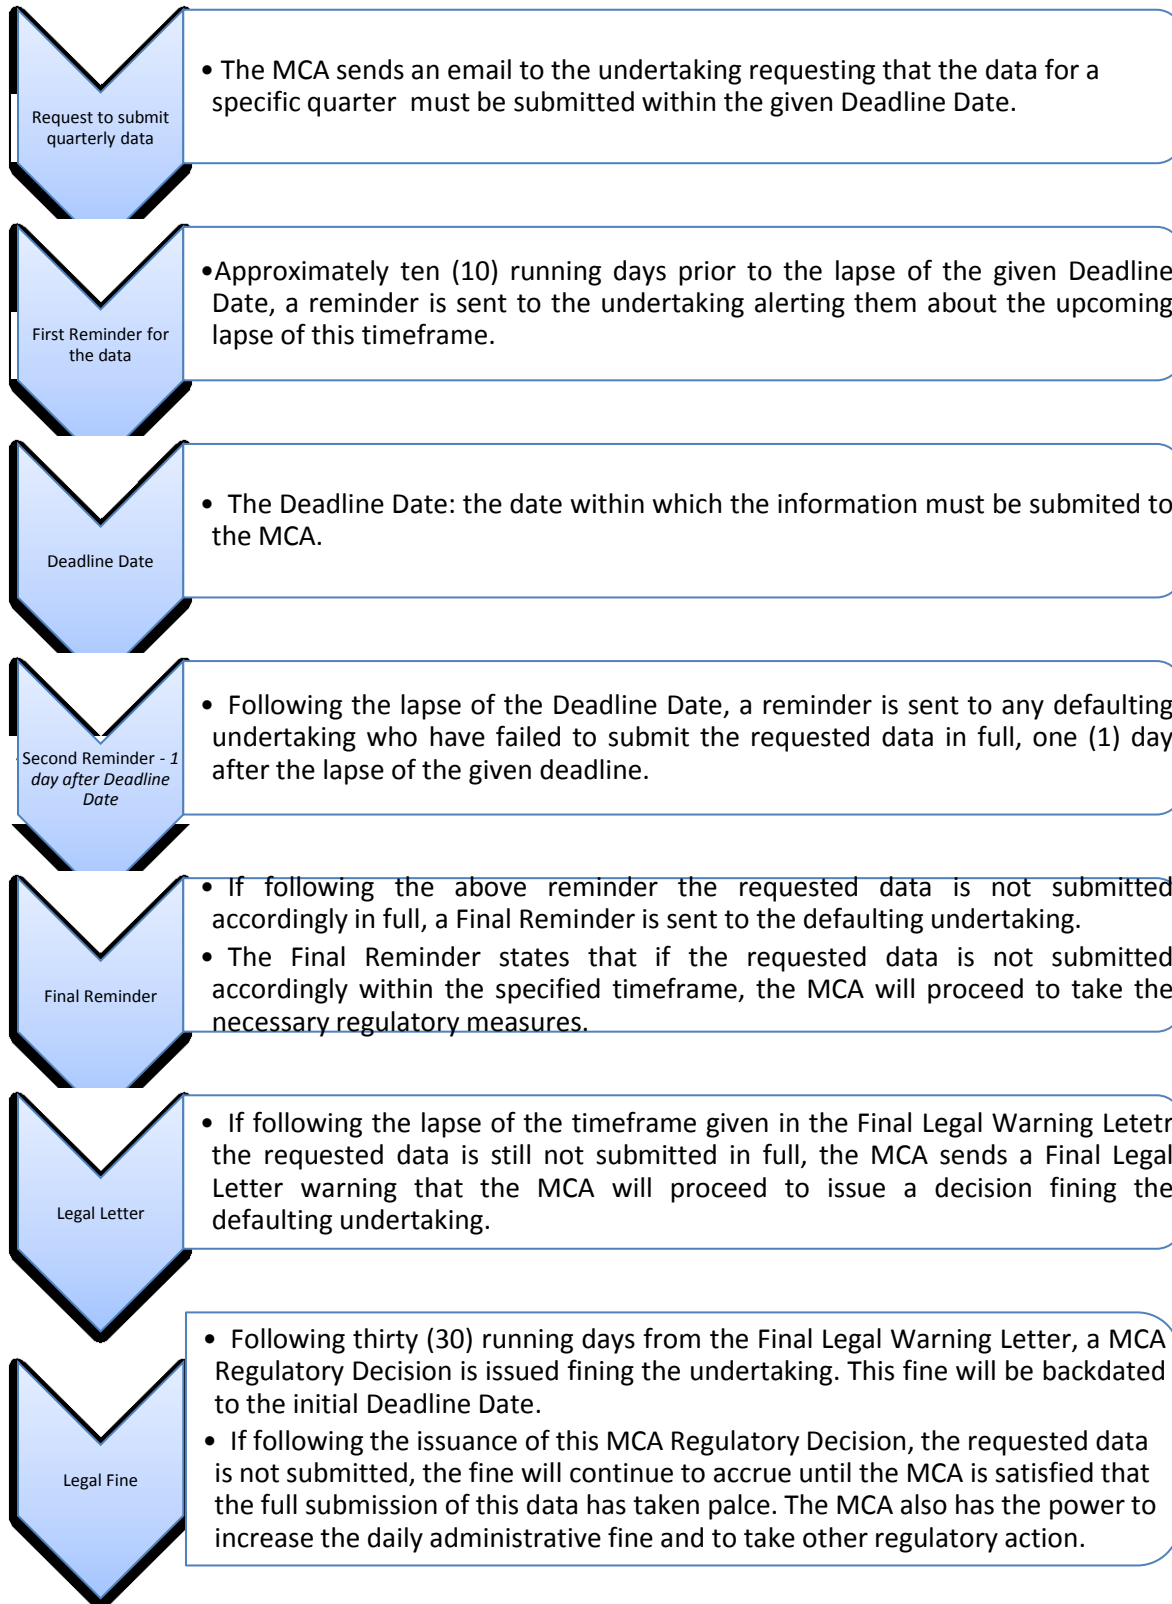 Request to submit
quarterly data
• The MCA sends an email to the undertaking requesting that the data for a
specific quarter must be submitted within the given Deadline Date.
First Reminder for
the data
•Approximately ten (10) running days prior to the lapse of the given Deadline
Date, a reminder is sent to the undertaking alerting them about the upcoming
lapse of this timeframe.
Deadline Date
• The Deadline Date: the date within which the information must be submited to
the MCA.
Second Reminder - 1
day after Deadline
Date
• Following the lapse of the Deadline Date, a reminder is sent to any defaulting
undertaking who have failed to submit the requested data in full, one (1) day
after the lapse of the given deadline.
Final Reminder
• If following the above reminder the requested data is not submitted
accordingly in full, a Final Reminder is sent to the defaulting undertaking.
• The Final Reminder states that if the requested data is not submitted
accordingly within the specified timeframe, the MCA will proceed to take the
necessary regulatory measures.
Legal Letter
• If following the lapse of the timeframe given in the Final Legal Warning Letetr
the requested data is still not submitted in full, the MCA sends a Final Legal
Letter warning that the MCA will proceed to issue a decision fining the
defaulting undertaking.
Legal Fine
• Following thirty (30) running days from the Final Legal Warning Letter, a MCA
Regulatory Decision is issued fining the undertaking. This fine will be backdated
to the initial Deadline Date.
• If following the issuance of this MCA Regulatory Decision, the requested data
is not submitted, the fine will continue to accrue until the MCA is satisfied that
the full submission of this data has taken palce. The MCA also has the power to
increase the daily administrative fine and to take other regulatory action.